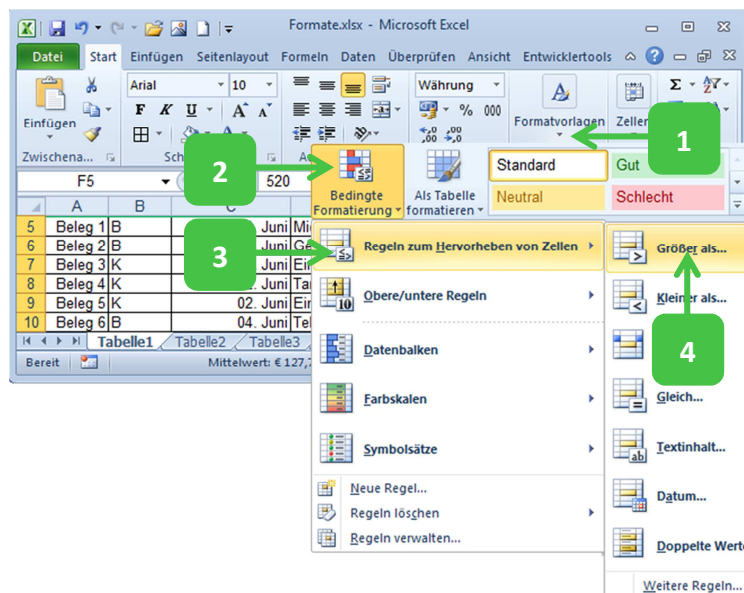 Formate.xlsx - Microsoft Excel
Datei Start Einfügen Seitenlayout Formeln Daten Überprüfen Ansicht Entwicklertools
Arial 10 Währung
F K U A A % 000
Einfügen Formatvorlagen Zeller
Zwischena...
1
2
Standard Gut
Bedingte Formatierung Als Tabelle formatieren Neutral Schlecht
F5 520
A B C
5 Beleg 1 B Juni
6 Beleg 2 B Juni
7 Beleg 3 K Juni
8 Beleg 4 K Juni
9 Beleg 5 K 02. Juni
10 Beleg 6 B 04. Juni
Tabelle1 Tabelle2 Tabelle3
Bereit Mittelwert: € 127,7
3
Regeln zum Hervorheben von Zellen
Obere/untere Regeln
Datenbalken
Farbskalen
Symbolsätze
Neue Regel...
Regeln löschen
Regeln verwalten...
Größer als...
Kleiner als...
4
Gleich...
Textinhalt...
Datum...
Doppelte Werte
Weitere Regeln...